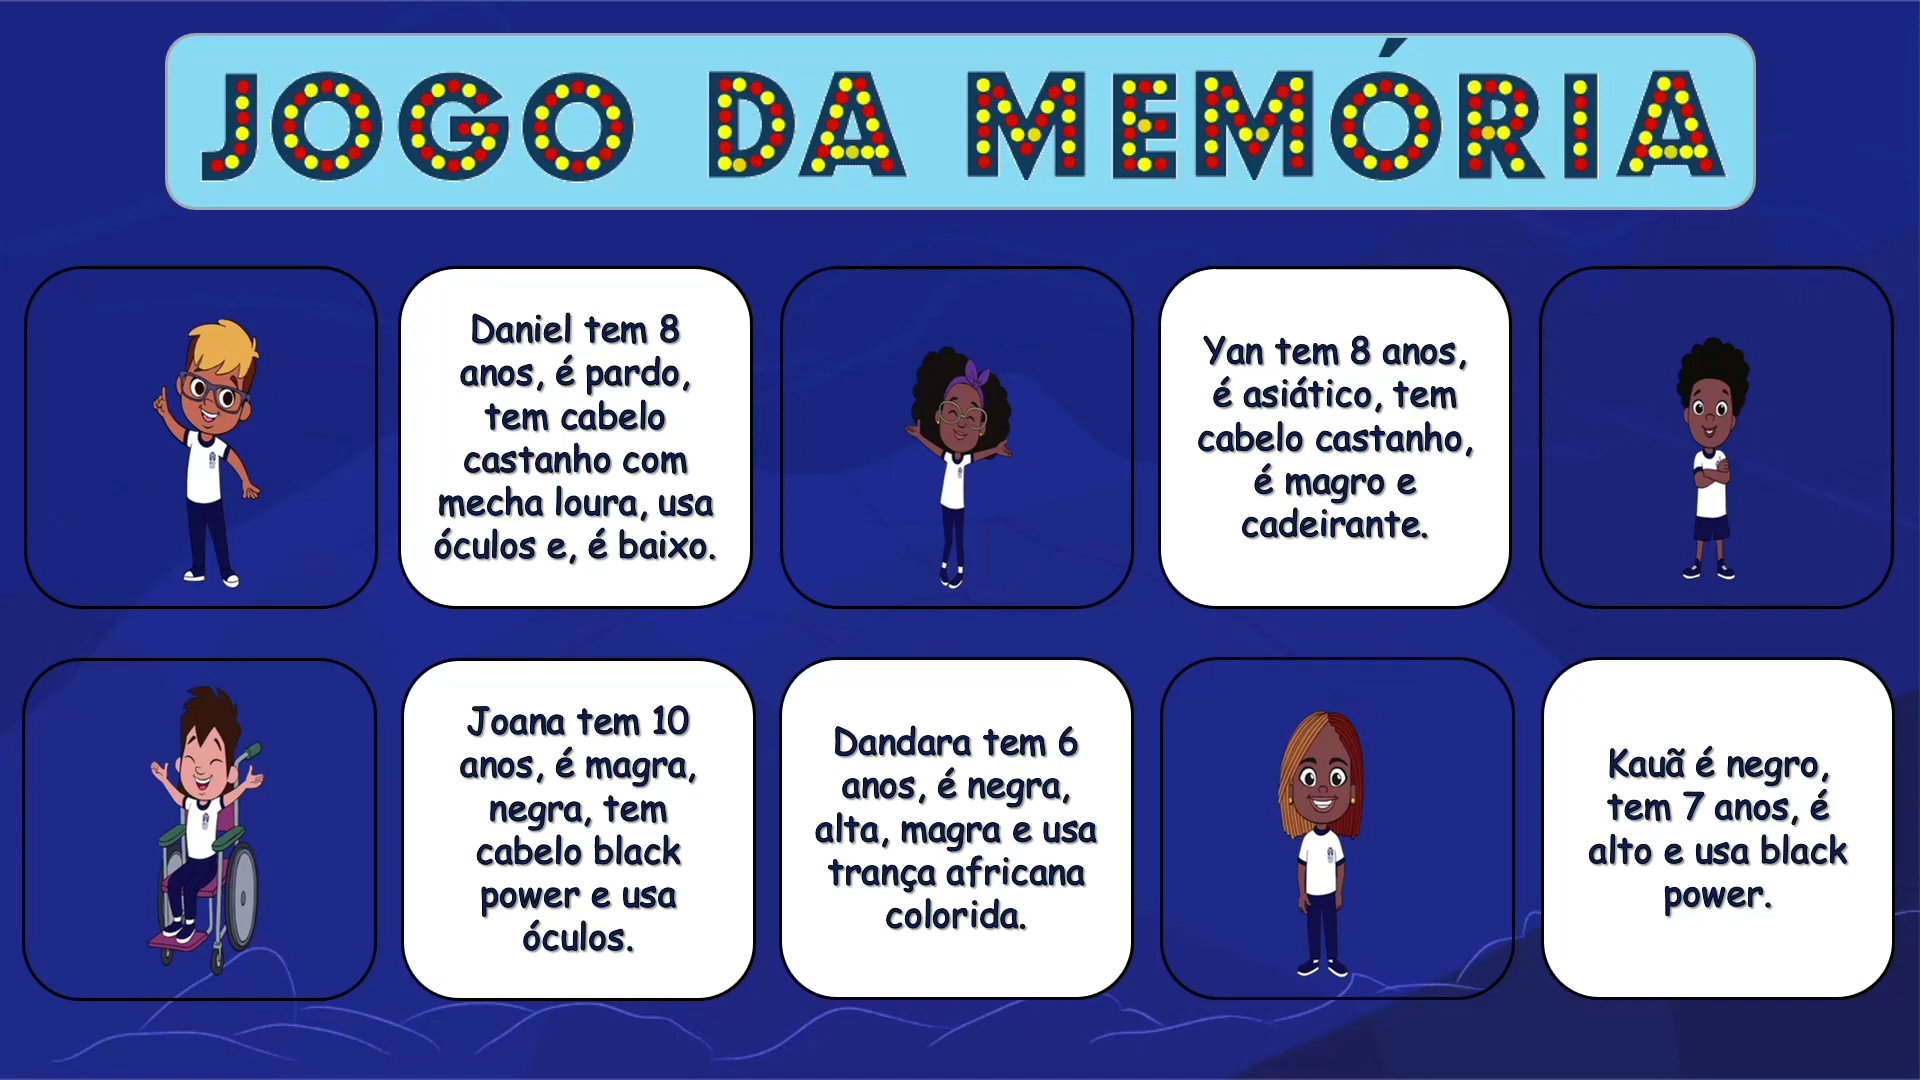 JOGO DA MEMÓRIA
Daniel tem 8
anos, é pardo,
tem cabelo
castanho com
mecha loura, usa
óculos e, é baixo.
Yan tem 8 anos,
é asiático, tem
cabelo castanho,
é magro e
cadeirante.
Joana tem 10
anos, é magra,
negra, tem
cabelo black
power e usa
óculos.
Dandara tem 6
anos, é negra,
alta, magra e usa
trança africana
colorida.
Kauã é negro,
tem 7 anos, é
alto e usa black
power.